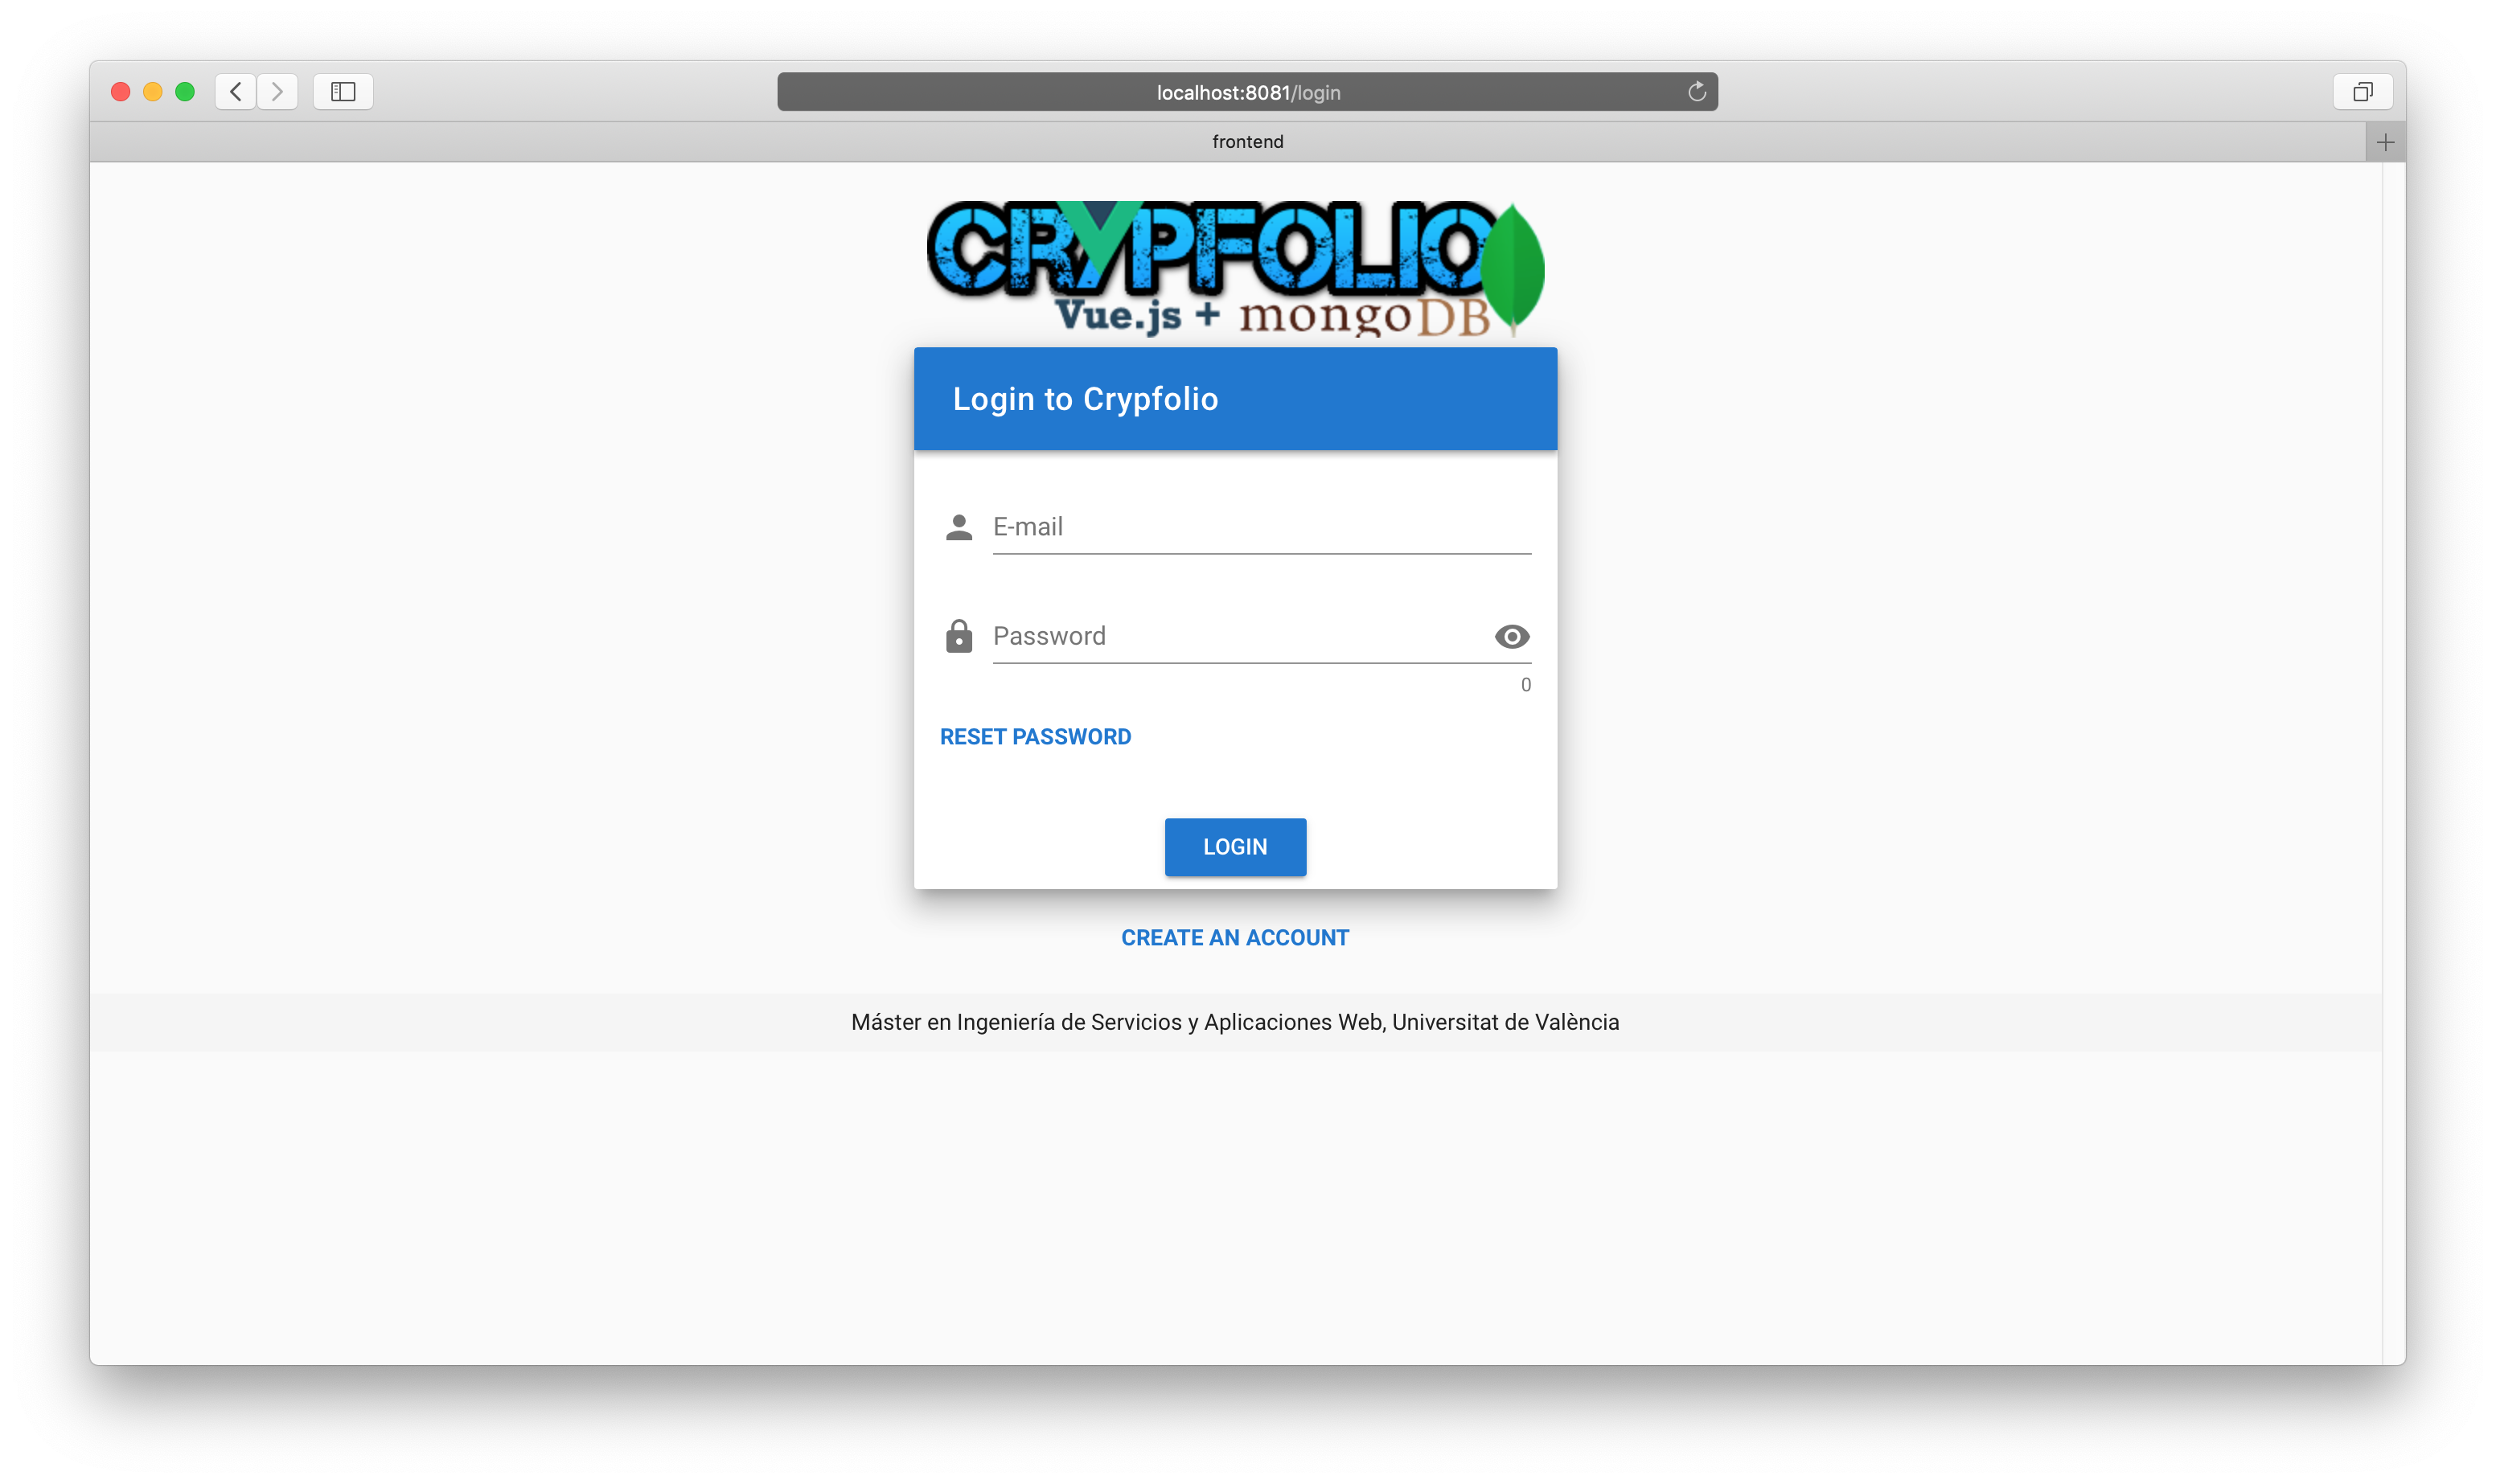 localhost:8081/login
frontend
CRYPFOLIO
Vue.js + mongoDB
Login to Crypfolio
E-mail
Password
0
RESET PASSWORD
LOGIN
CREATE AN ACCOUNT
Máster en Ingeniería de Servicios y Aplicaciones Web, Universitat de València